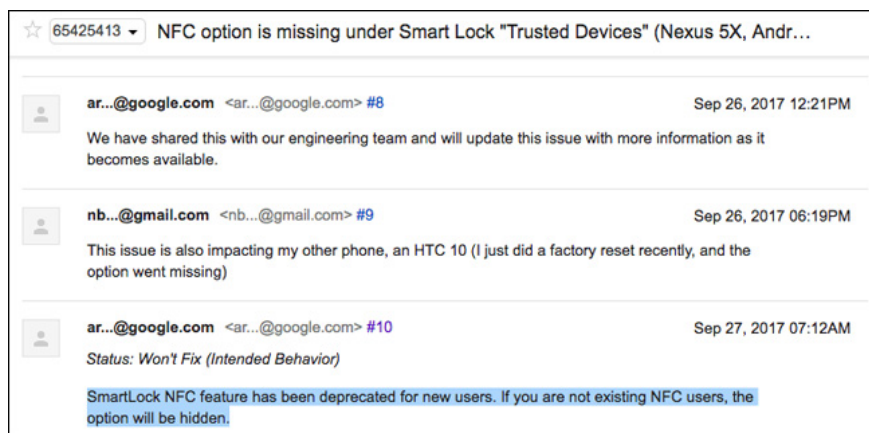 65425413 NFC option is missing under Smart Lock "Trusted Devices" (Nexus 5X, Andr…
ar...@google.com <ar...@google.com> #8 Sep 26, 2017 12:21PM
We have shared this with our engineering team and will update this issue with more information as it
becomes available.
nb...@gmail.com <nb...@gmail.com> #9 Sep 26, 2017 06:19PM
This issue is also impacting my other phone, an HTC 10 (I just did a factory reset recently, and the
option went missing)
ar...@google.com <ar...@google.com> #10 Sep 27, 2017 07:12AM
Status: Won't Fix (Intended Behavior)
SmartLock NFC feature has been deprecated for new users. If you are not existing NFC users, the
option will be hidden.